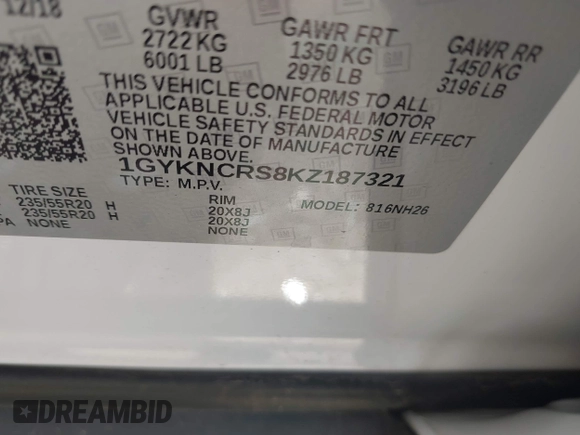 12/18 GVWR GAWR FRT GAWR RR
2722 KG 1350 KG 1450 KG
6001 LB 2976 LB 3196 LB
THIS VEHICLE CONFORMS TO ALL
APPLICABLE U.S. FEDERAL MOTOR
VEHICLE SAFETY STANDARDS IN EFFECT
ON THE DATE OF MANUFACTURE
SHOWN ABOVE.
1GYKNCRS8KZ187321
TYPE: M.P.V. MODEL: 816NH26
TIRE SIZE RIM
235/55R20 H 20X8J
235/55R20 H 20X8J
PA NONE NONE
DREAMBID